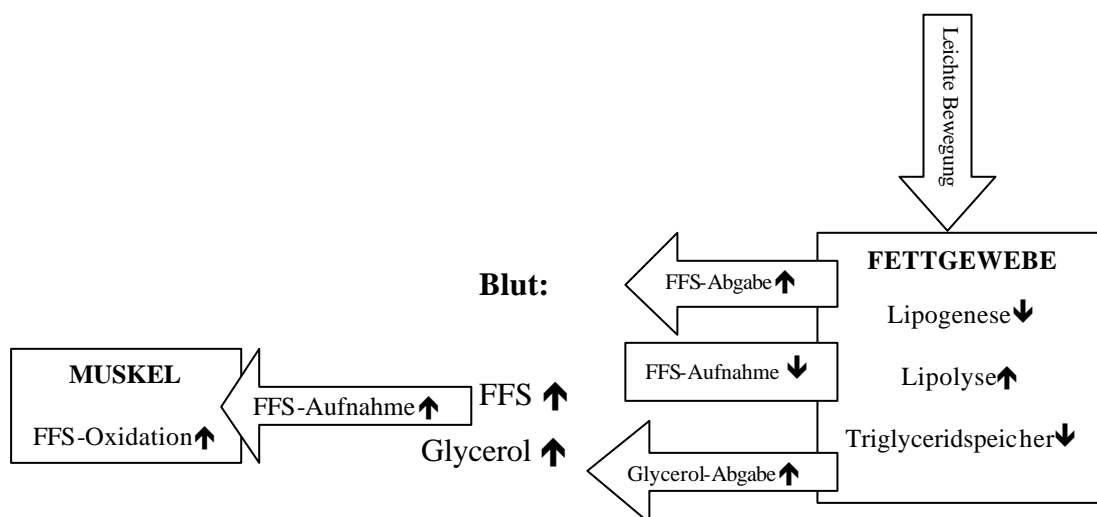 Leichte Bewegung
FETTGEWEBE
Lipogenese🡻
Lipolyse🡹
Triglyceridspeicher🡻
FFS-Abgabe🡹
FFS-Aufnahme 🡻
Glycerol-Abgabe🡹
Blut:
FFS 🡹
Glycerol 🡹
FFS-Aufnahme🡹
MUSKEL
FFS-Oxidation🡹